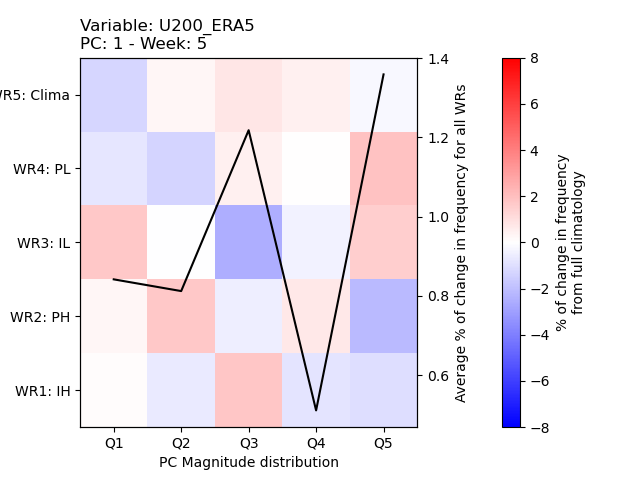 Variable: U200_ERA5
PC: 1 - Week: 5
WR5: Clima
WR4: PL
WR3: IL
WR2: PH
WR1: IH
Q1 Q2 Q3 Q4 Q5
PC Magnitude distribution
1.4
1.2
1.0
0.8
0.6
Average % of change in frequency for all WRs
8
6
4
2
0
−2
−4
−6
−8
% of change in frequency
from full climatology